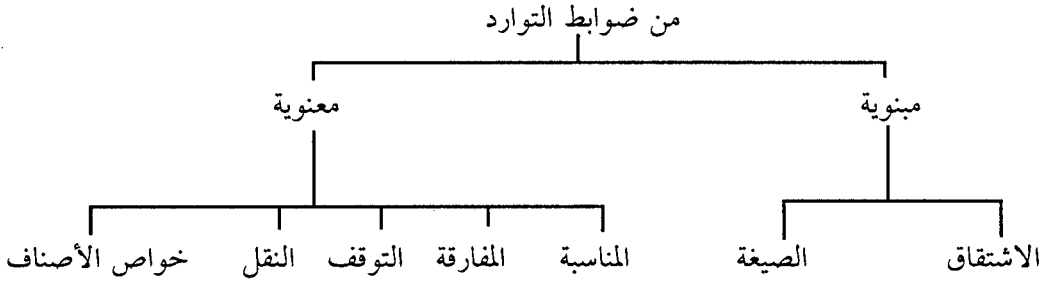 من ضوابط التوارد
مبنوية معنوية
الاشتقاق الصيغة المناسبة المفارقة التوقف النقل خواص الأصناف